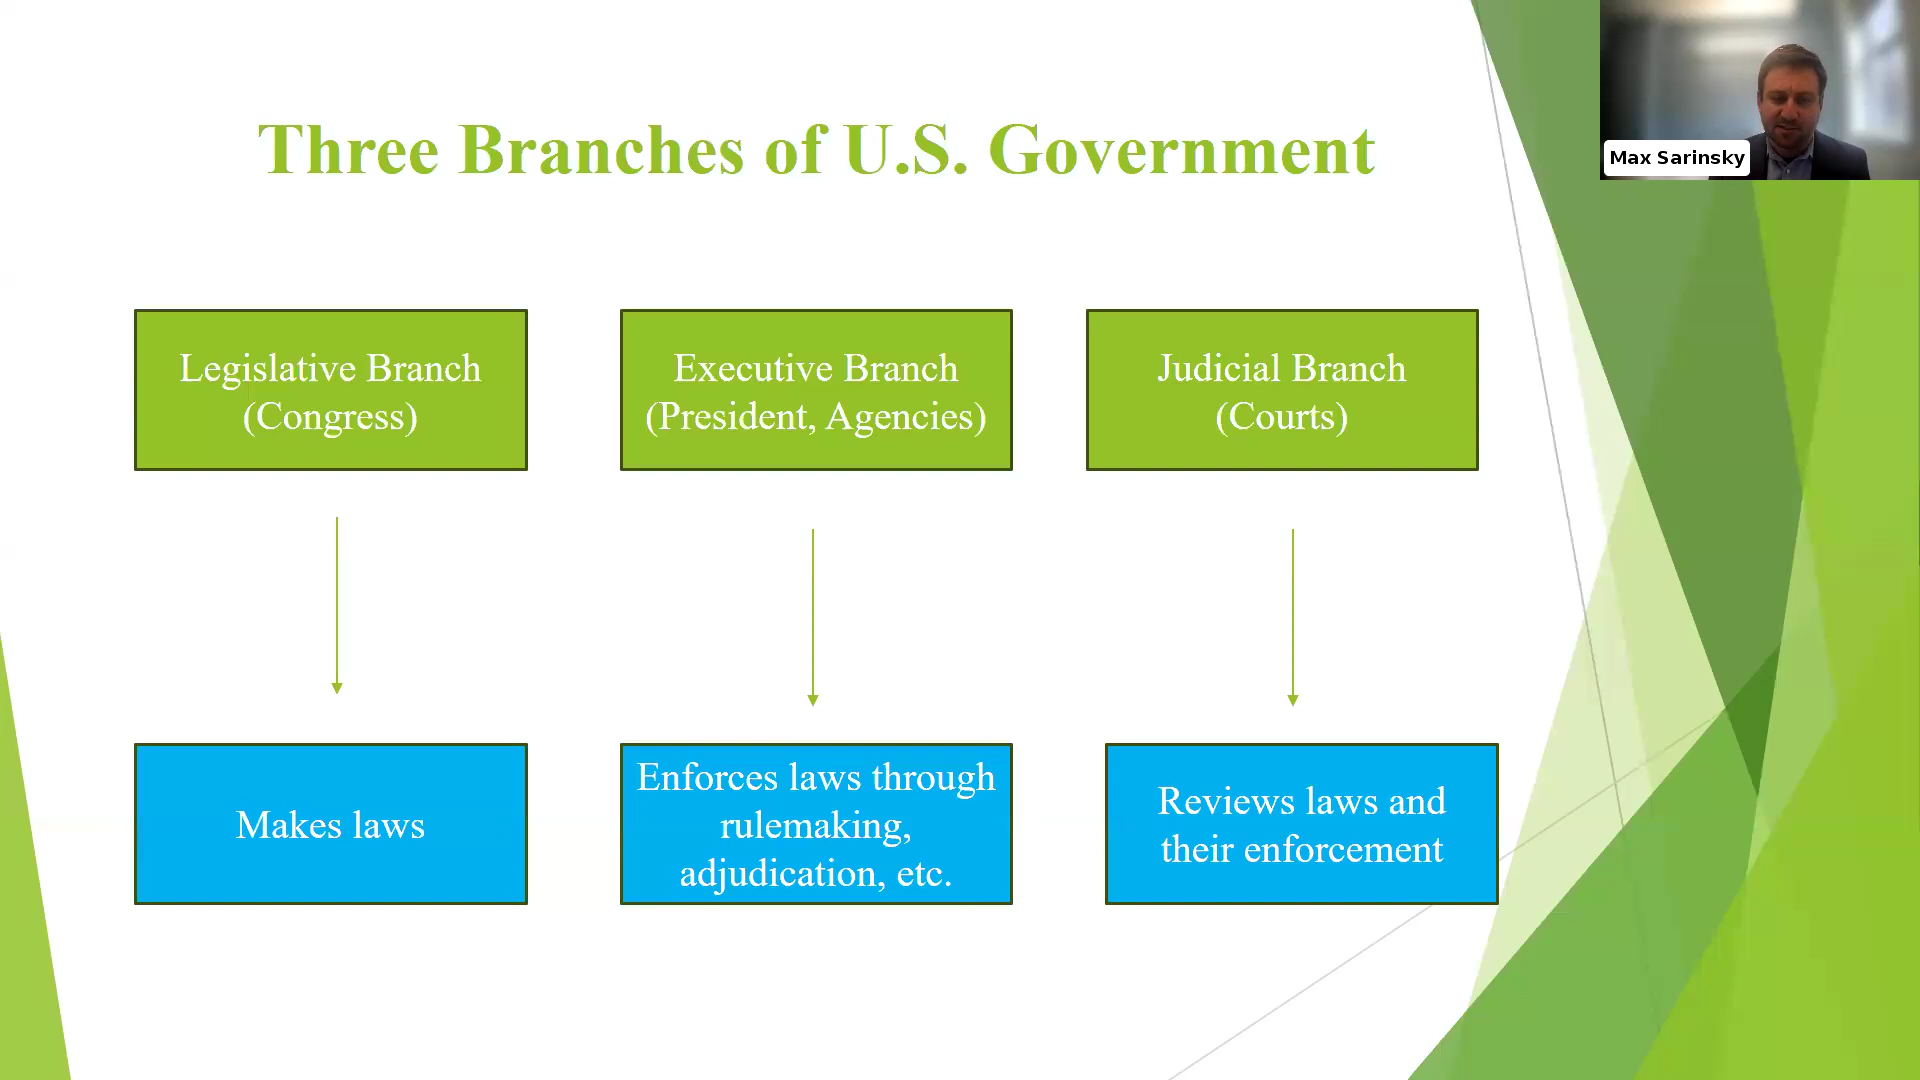 Three Branches of U.S. Government
Max Sarinsky
Legislative Branch
(Congress)
Executive Branch
(President, Agencies)
Judicial Branch
(Courts)
Makes laws
Enforces laws through
rulemaking,
adjudication, etc.
Reviews laws and
their enforcement